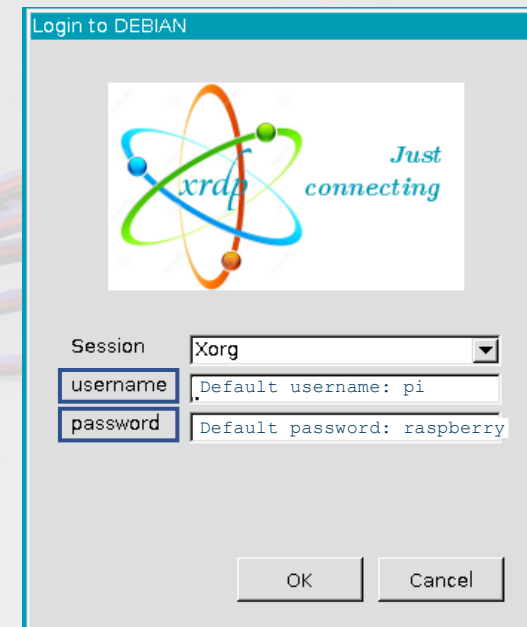 Login to DEBIAN
Just
xrdp connecting
Session Xorg
username Default username: pi
password Default password: raspberry
OK Cancel